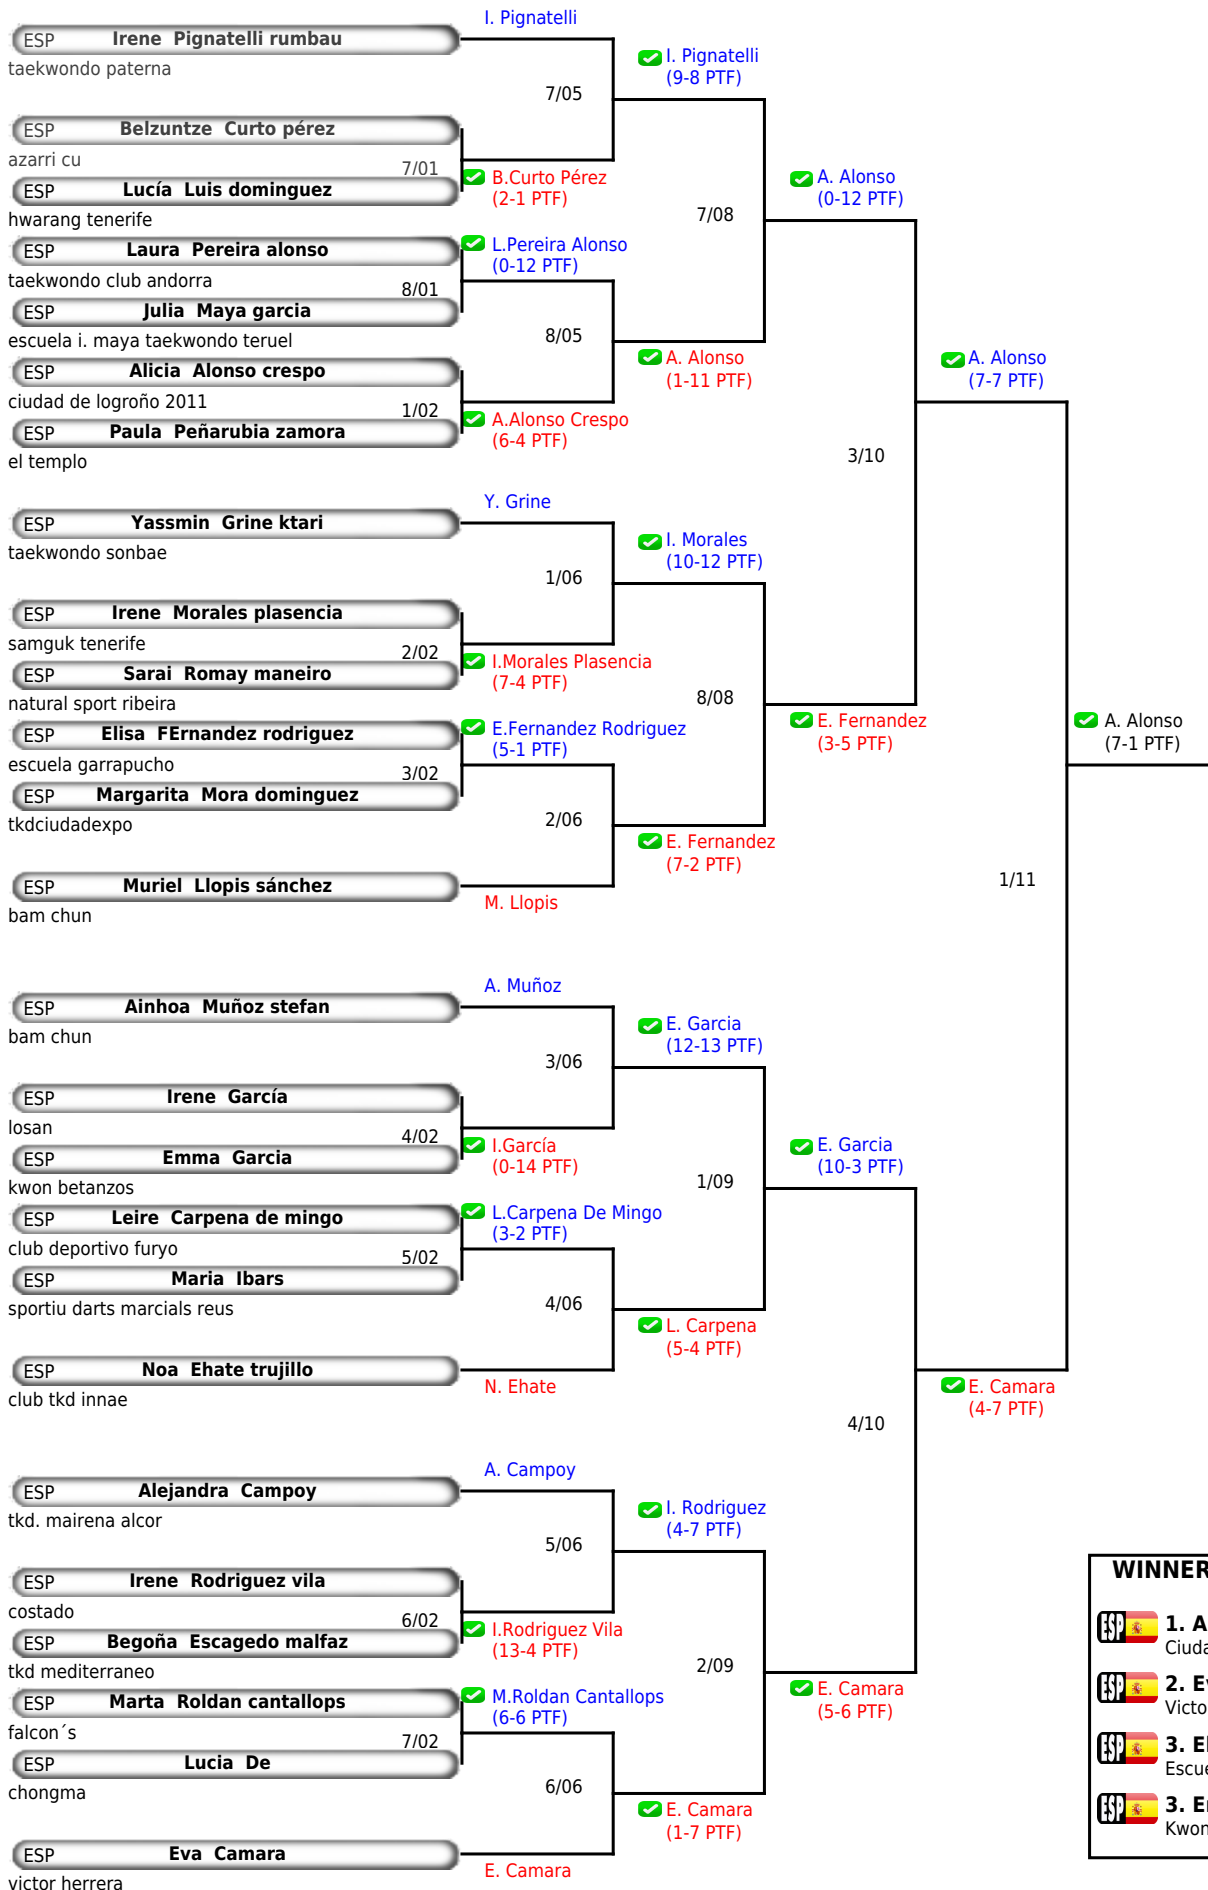 I. Pignatelli
ESP Irene Pignatelli rumbau
taekwondo paterna
I. Pignatelli
(9-8 PTF)
7/05
ESP Belzuntze Curto pérez
azarri cu
7/01
B.Curto Pérez
(2-1 PTF)
ESP Lucía Luis dominguez
hwarang tenerife
A. Alonso
(0-12 PTF)
7/08
ESP Laura Pereira alonso
taekwondo club andorra
L.Pereira Alonso
(0-12 PTF)
8/01
ESP Julia Maya garcia
escuela i. maya taekwondo teruel
8/05
A. Alonso
(1-11 PTF)
A. Alonso
(7-7 PTF)
ESP Alicia Alonso crespo
ciudad de logroño 2011
1/02
A.Alonso Crespo
(6-4 PTF)
ESP Paula Peñarubia zamora
el templo
3/10
Y. Grine
ESP Yassmin Grine ktari
taekwondo sonbae
I. Morales
(10-12 PTF)
1/06
ESP Irene Morales plasencia
samguk tenerife
2/02
I.Morales Plasencia
(7-4 PTF)
ESP Sarai Romay maneiro
natural sport ribeira
8/08
E. Fernandez
(3-5 PTF)
A. Alonso
(7-1 PTF)
ESP Elisa FErnandez rodriguez
escuela garrapucho
E.Fernandez Rodriguez
(5-1 PTF)
3/02
ESP Margarita Mora dominguez
tkdciudadexpo
2/06
E. Fernandez
(7-2 PTF)
ESP Muriel Llopis sánchez
bam chun
M. Llopis
1/11
A. Muñoz
ESP Ainhoa Muñoz stefan
bam chun
E. Garcia
(12-13 PTF)
3/06
ESP Irene García
losan
4/02
I.García
(0-14 PTF)
ESP Emma Garcia
kwon betanzos
E. Garcia
(10-3 PTF)
1/09
ESP Leire Carpena de mingo
club deportivo furyo
L.Carpena De Mingo
(3-2 PTF)
5/02
ESP Maria Ibars
sportiu darts marcials reus
4/06
L. Carpena
(5-4 PTF)
ESP Noa Ehate trujillo
club tkd innae
N. Ehate
E. Camara
(4-7 PTF)
4/10
A. Campoy
ESP Alejandra Campoy
tkd. mairena alcor
I. Rodriguez
(4-7 PTF)
5/06
ESP Irene Rodriguez vila
costado
6/02
I.Rodriguez Vila
(13-4 PTF)
ESP Begoña Escagedo malfaz
tkd mediterraneo
2/09
E. Camara
(5-6 PTF)
ESP Marta Roldan cantallops
falcon´s
M.Roldan Cantallops
(6-6 PTF)
7/02
ESP Lucia De
chongma
6/06
E. Camara
(1-7 PTF)
ESP Eva Camara
victor herrera
E. Camara
WINNER
ESP 1. A
Ciuda
ESP 2. E
Victo
ESP 3. El
Escue
ESP 3. E
Kwon